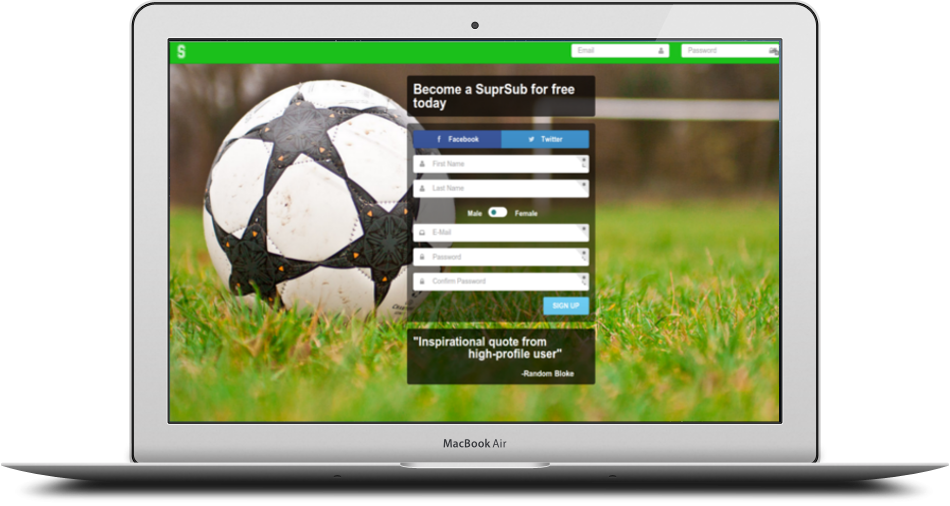 S
Email
Password
Become a SuprSub for free
today
Facebook
Twitter
First Name
Last Name
Male
Female
E-Mail
Password
Confirm Password
SIGN UP
"Inspirational quote from
high-profile user"
-Random Bloke
MacBook Air